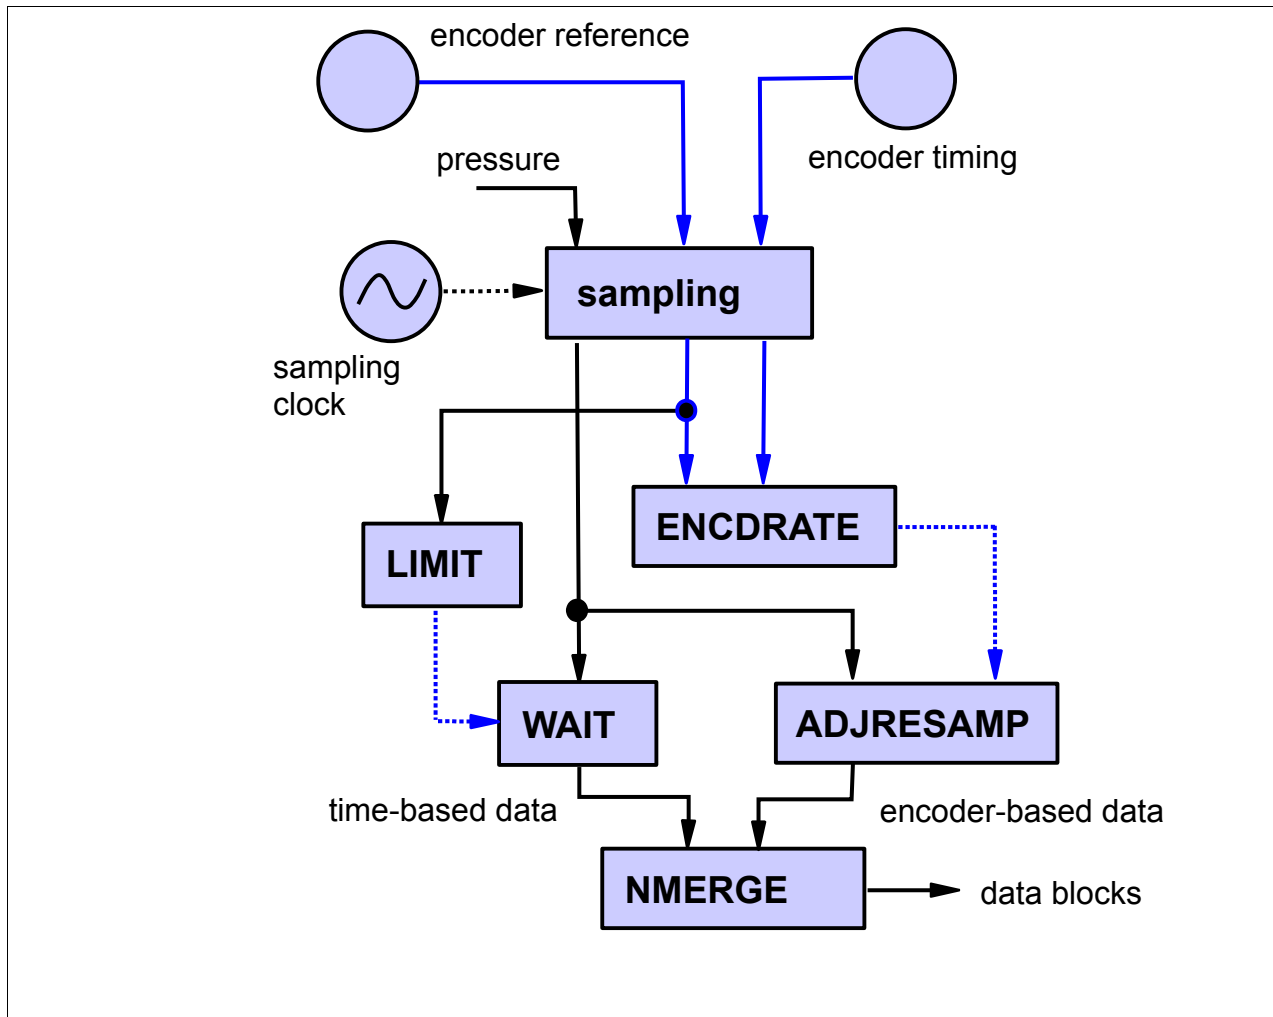 encoder reference
encoder timing
pressure
sampling
sampling
clock
ENCDRATE
LIMIT
WAIT
ADJRESAMP
time-based data
encoder-based data
NMERGE
data blocks